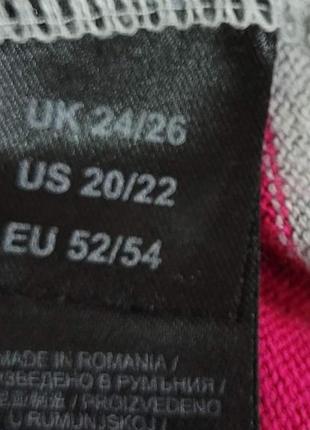 UK 24/26
US 20/22
EU 52/54
MADE IN ROMANIA /
ЗВЕДЕНО В РУМЪНИЯ /
/ PROIZVEDENO
U RUMUNJSKOJ /